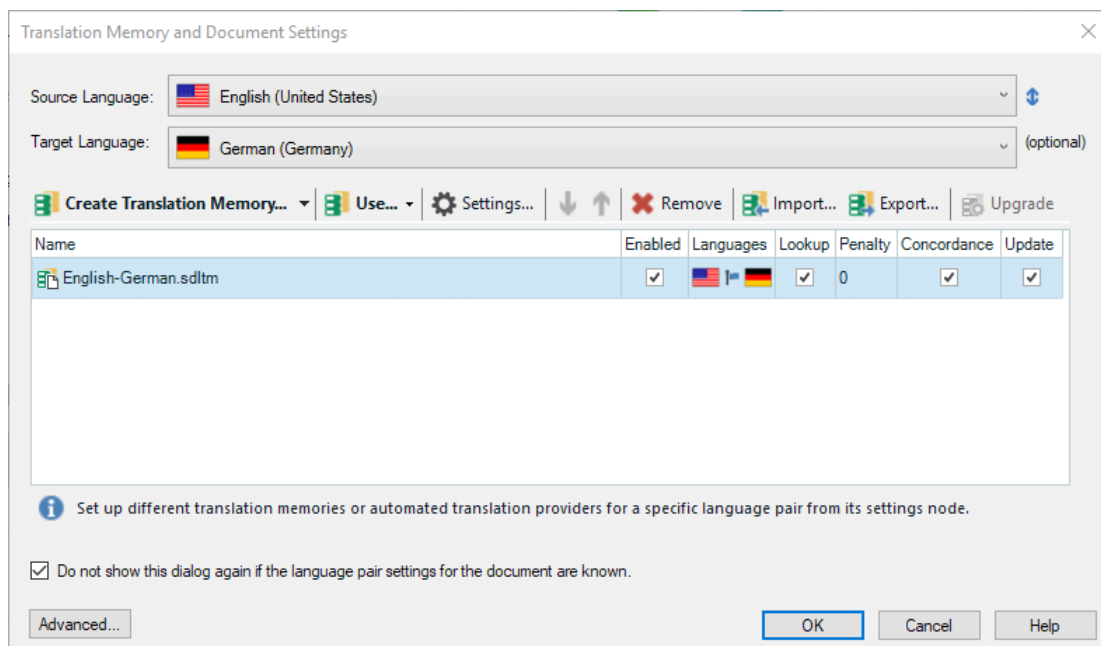 Translation Memory and Document Settings
Source Language: English (United States)
Target Language: German (Germany) (optional)
Create Translation Memory... Use... Settings... Remove Import... Export... Upgrade
Name Enabled Languages Lookup Penalty Concordance Update
English-German.sdltm 0
Set up different translation memories or automated translation providers for a specific language pair from its settings node.
Do not show this dialog again if the language pair settings for the document are known.
Advanced... OK Cancel Help